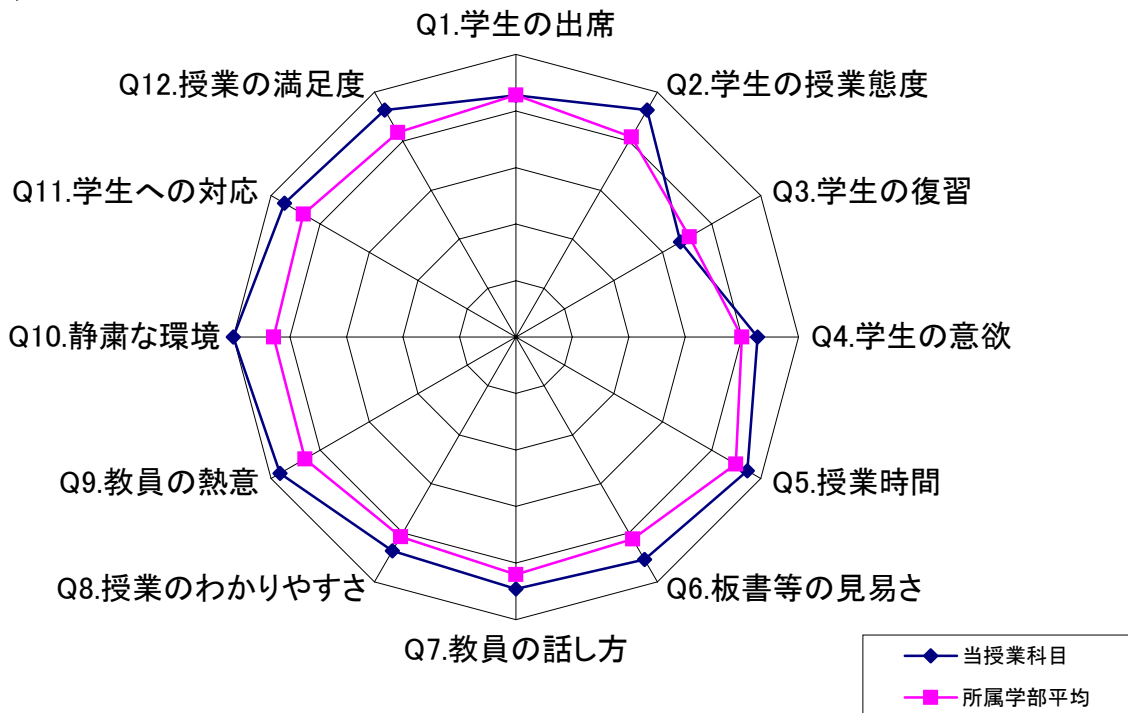 Q1.学生の出席
Q2.学生の授業態度
Q3.学生の復習
Q4.学生の意欲
Q5.授業時間
Q6.板書等の見易さ
Q7.教員の話し方
Q8.授業のわかりやすさ
Q9.教員の熱意
Q10.静粛な環境
Q11.学生への対応
Q12.授業の満足度
当授業科目
所属学部平均